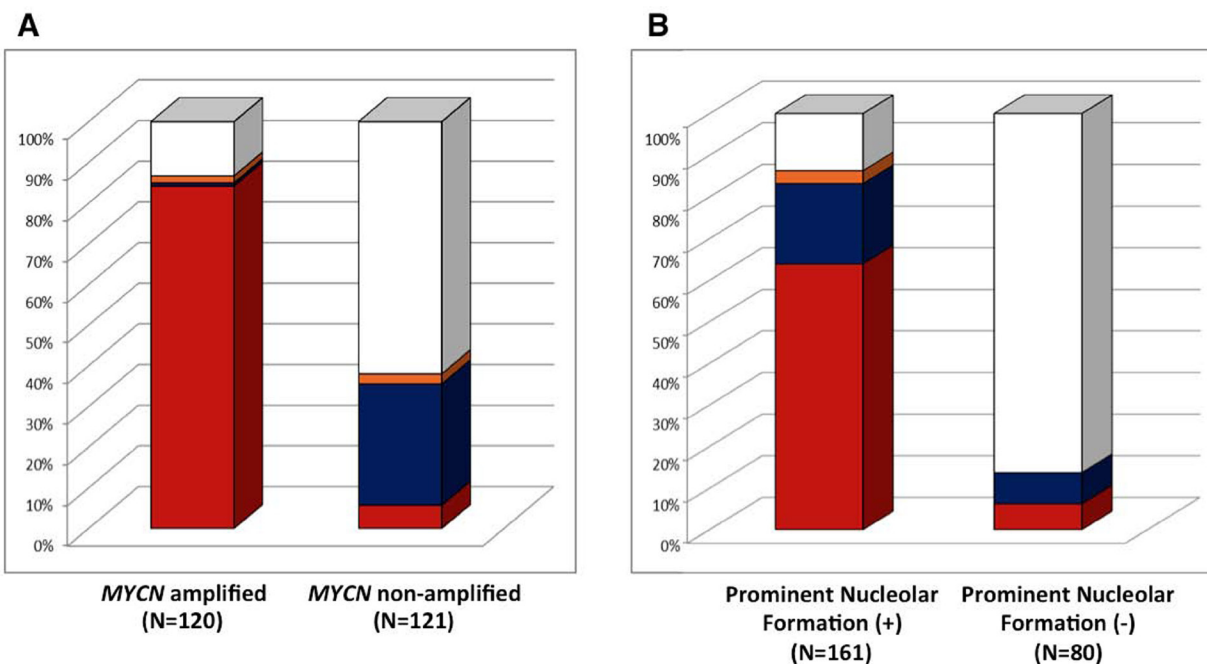 A
100%
90%
80%
70%
60%
50%
40%
30%
20%
10%
0%
MYCN amplified
(N=120)
MYCN non-amplified
(N=121)
B
100%
90%
80%
70%
60%
50%
40%
30%
20%
10%
0%
Prominent Nucleolar
Formation (+)
(N=161)
Prominent Nucleolar
Formation (-)
(N=80)